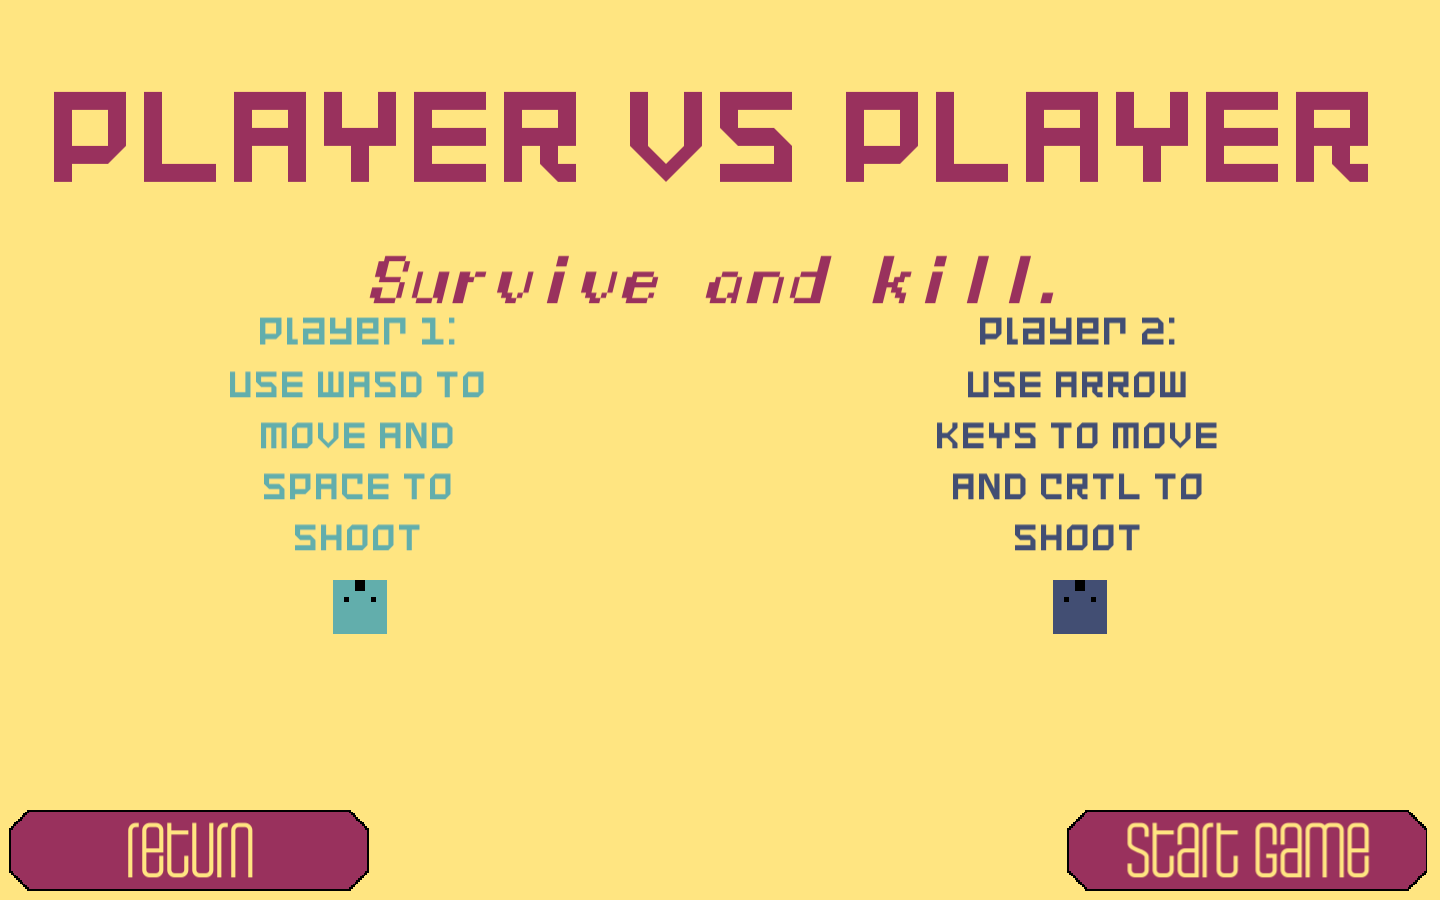 PLAYER VS PLAYER
Survive and kill.
Player 1:
USE WASD TO
MOVE AND
SPACE TO
SHOOT
Player 2:
USE ARROW
KEYS TO MOVE
AND CRTL TO
SHOOT
return
Start Game